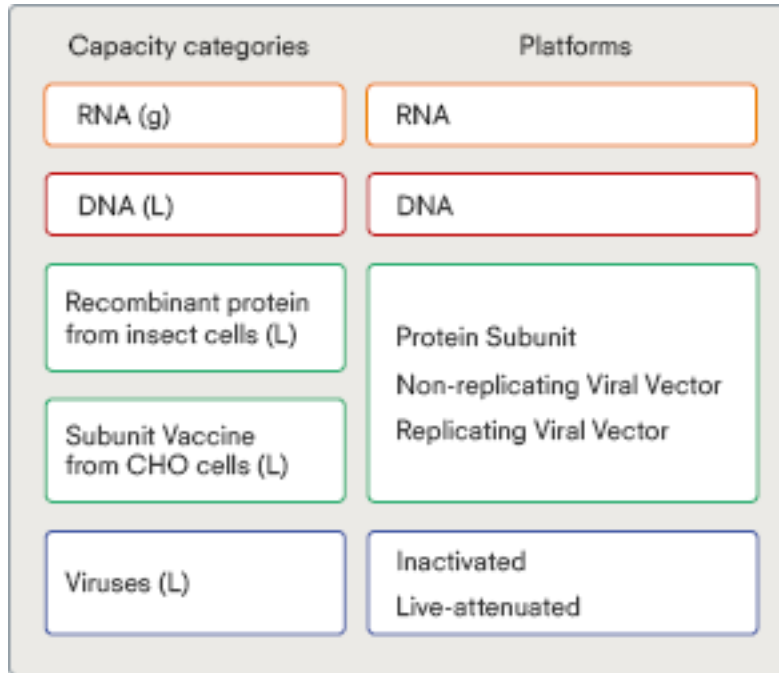 Capacity categories
Platforms
RNA (g)
RNA
DNA (L)
DNA
Recombinant protein
from insect cells (L)
Subunit Vaccine
from CHO cells (L)
Protein Subunit
Non-replicating Viral Vector
Replicating Viral Vector
Viruses (L)
Inactivated
Live-attenuated